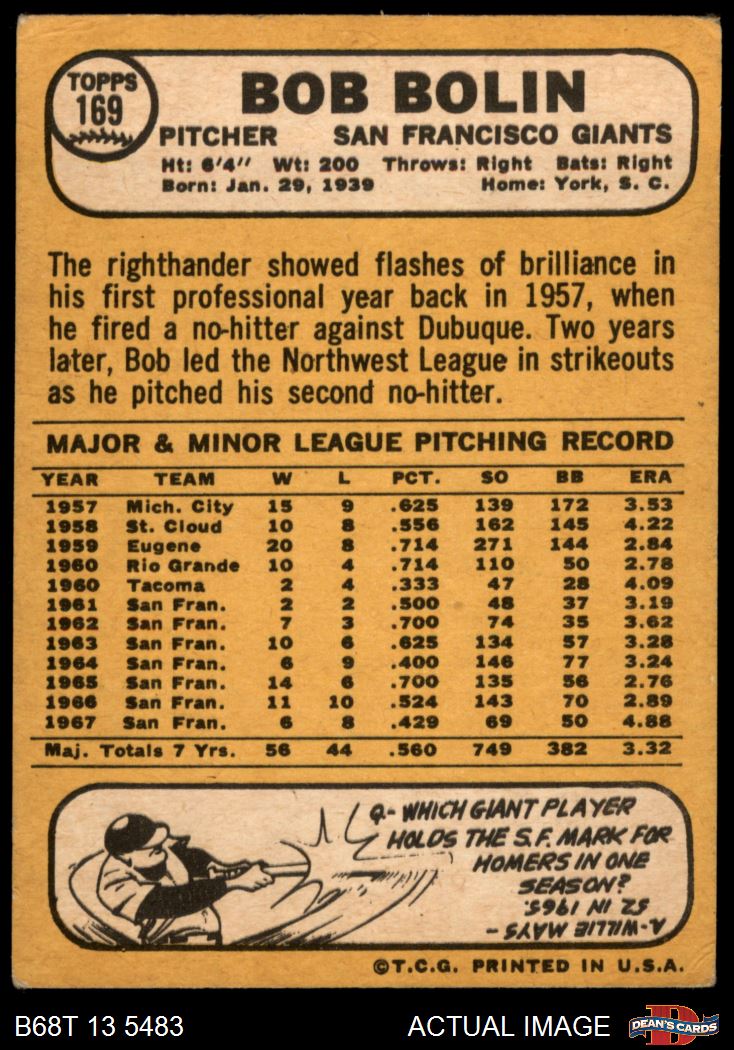 TOPPS
169
BOB BOLIN
PITCHER SAN FRANCISCO GIANTS
Ht: 6'4" Wt: 200 Throws: Right Bats: Right
Born: Jan. 29, 1939 Home: York, S. C.
The righthander showed flashes of brilliance in
his first professional year back in 1957, when
he fired a no-hitter against Dubuque. Two years
later, Bob led the Northwest League in strikeouts
as he pitched his second no-hitter.
MAJOR & MINOR LEAGUE PITCHING RECORD
YEAR TEAM W L PCT. SO BB ERA
1957 Mich. City 15 9 .625 139 172 3.53
1958 St. Cloud 10 8 .556 162 145 4.22
1959 Eugene 20 8 .714 271 144 2.84
1960 Rio Grande 10 4 .714 110 50 2.78
1960 Tacoma 2 4 .333 47 28 4.09
1961 San Fran. 2 2 .500 48 37 3.19
1962 San Fran. 7 3 .700 74 35 3.62
1963 San Fran. 10 6 .625 134 57 3.28
1964 San Fran. 6 9 .400 146 77 3.24
1965 San Fran. 14 6 .700 135 56 2.76
1966 San Fran. 11 10 .524 143 70 2.89
1967 San Fran. 6 8 .429 69 50 4.88
Maj. Totals 7 Yrs. 56 44 .560 749 382 3.32
Q- WHICH GIANT PLAYER
HOLDS THE S.F. MARK FOR
HOMERS IN ONE
SEASON?
A- WILLIE MAYS -
52 IN 1965.
©T.C.G. PRINTED IN U.S.A.
B68T 13 5483 ACTUAL IMAGE
DEAN'S CARDS